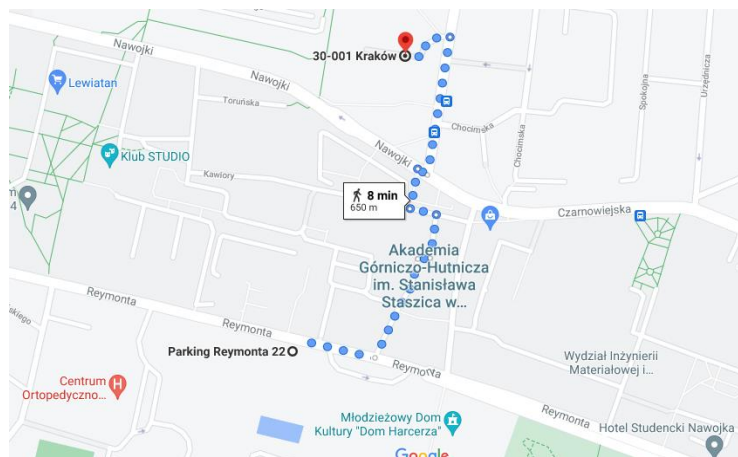 Nawojki
30-001 Kraków
Nawojki
Lewiatan
Toruńska
Urzędnicza
Spokojna
Chocimska
Chocimska
Klub STUDIO
Nawojki
Kawiory
8 min
650 m
4
Czarnowiejska
Akademia
Górniczo-Hutnicza
im. Stanisława
Staszica w...
Reymonta
Reymonta
Parking Reymonta 22
Reymonta
Wydział Inżynierii
Materiałowej i...
Centrum
Ortopedyczno...
H
Reymonta
Młodzieżowy Dom
Kultury "Dom Harcerza"
Hotel Studencki Nawojka
Google